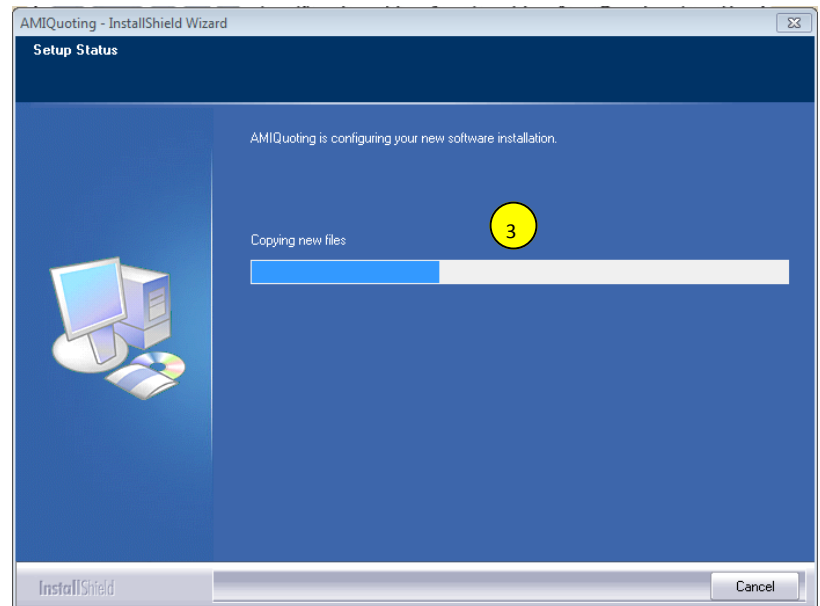 AMIQuoting - InstallShield Wizard
Setup Status
AMIQuoting is configuring your new software installation.
3
Copying new files
InstallShield
Cancel